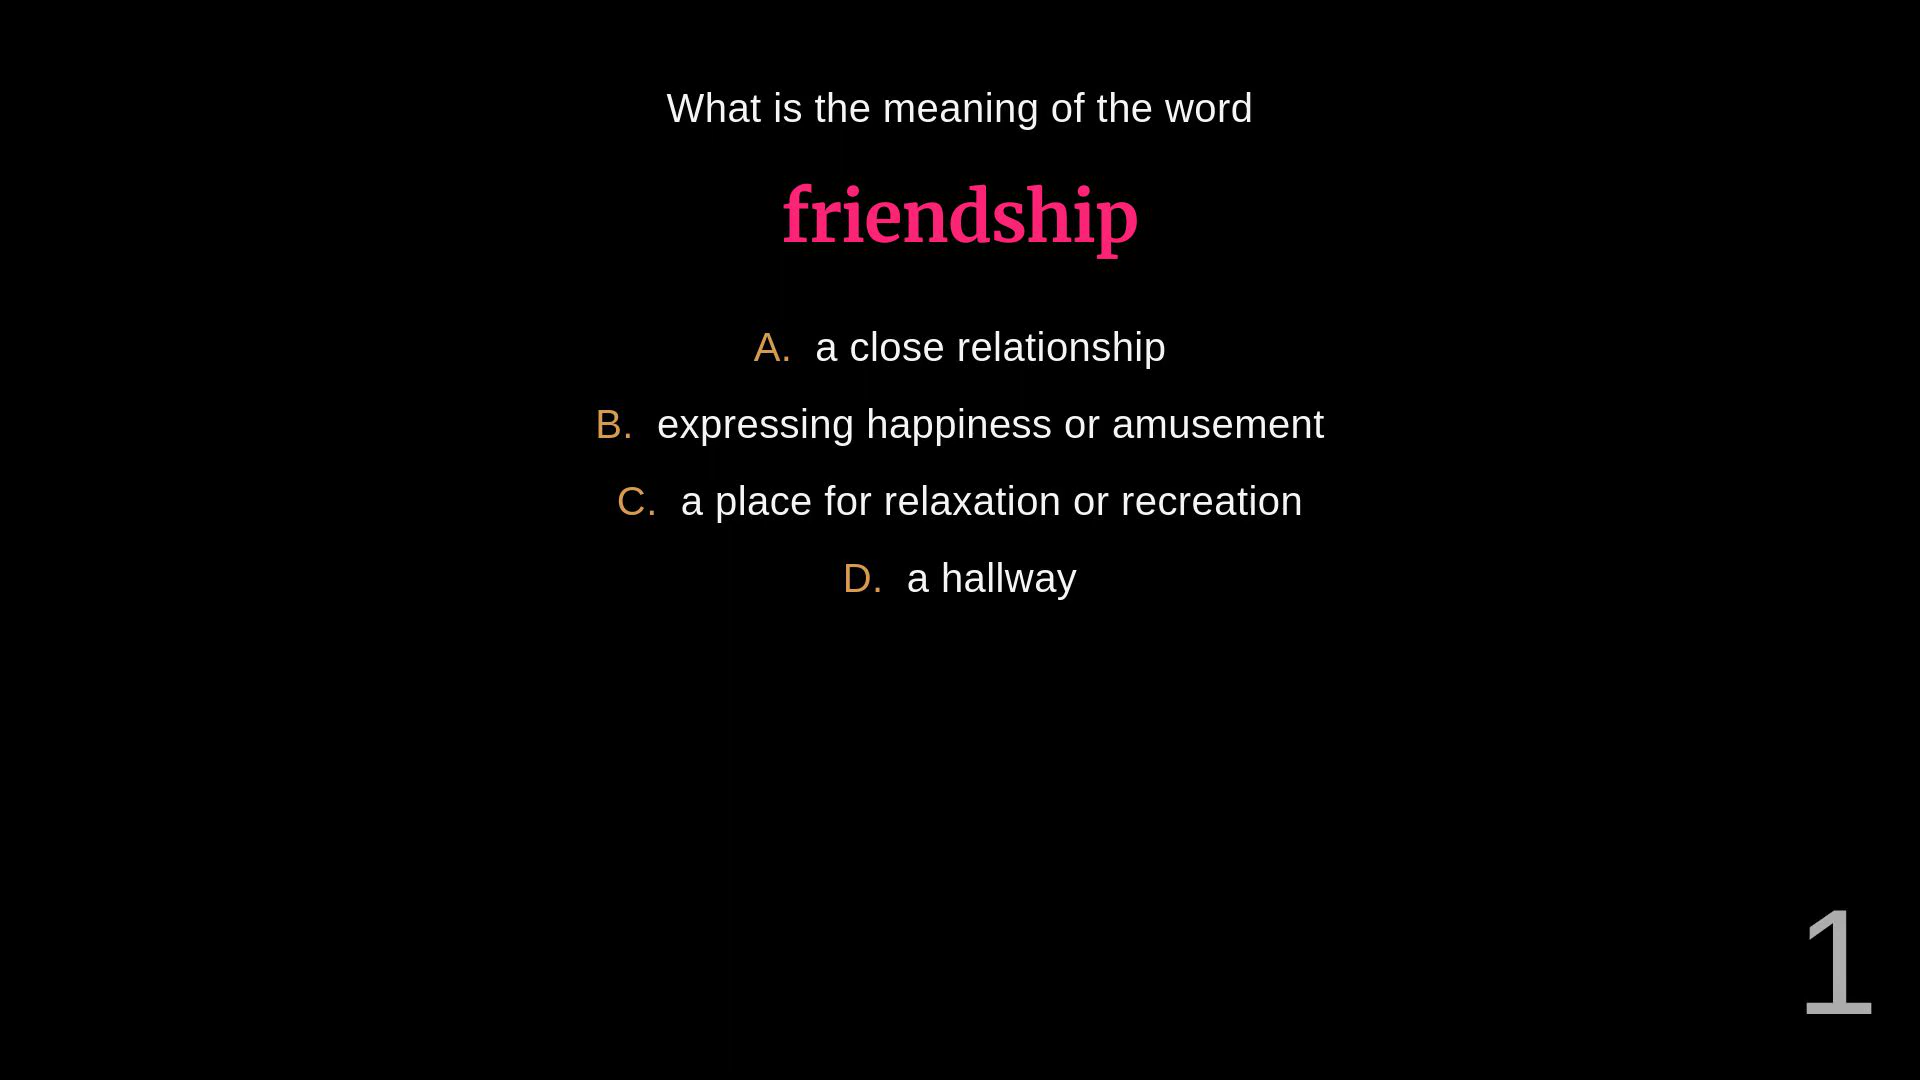 What is the meaning of the word
friendship
A. a close relationship
B. expressing happiness or amusement
C. a place for relaxation or recreation
D. a hallway
1